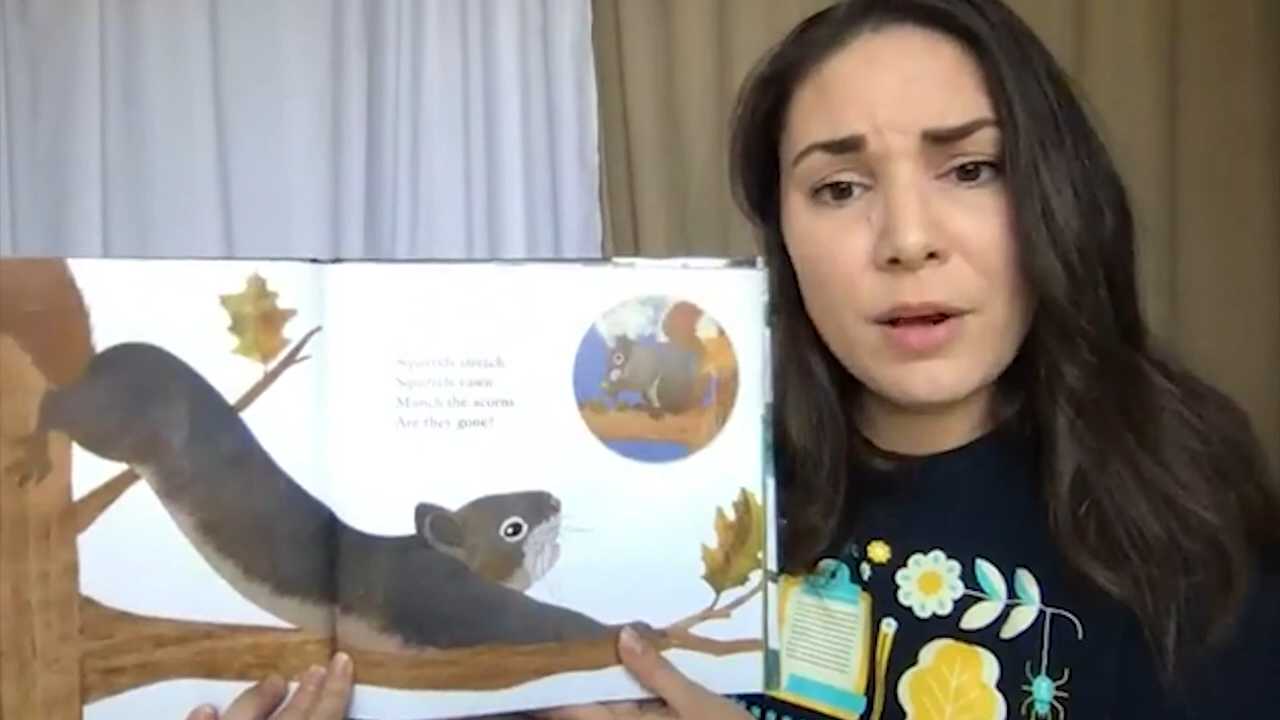 Squirrels stretch
Squirrels yawn
Munch the acorns
Are they gone?